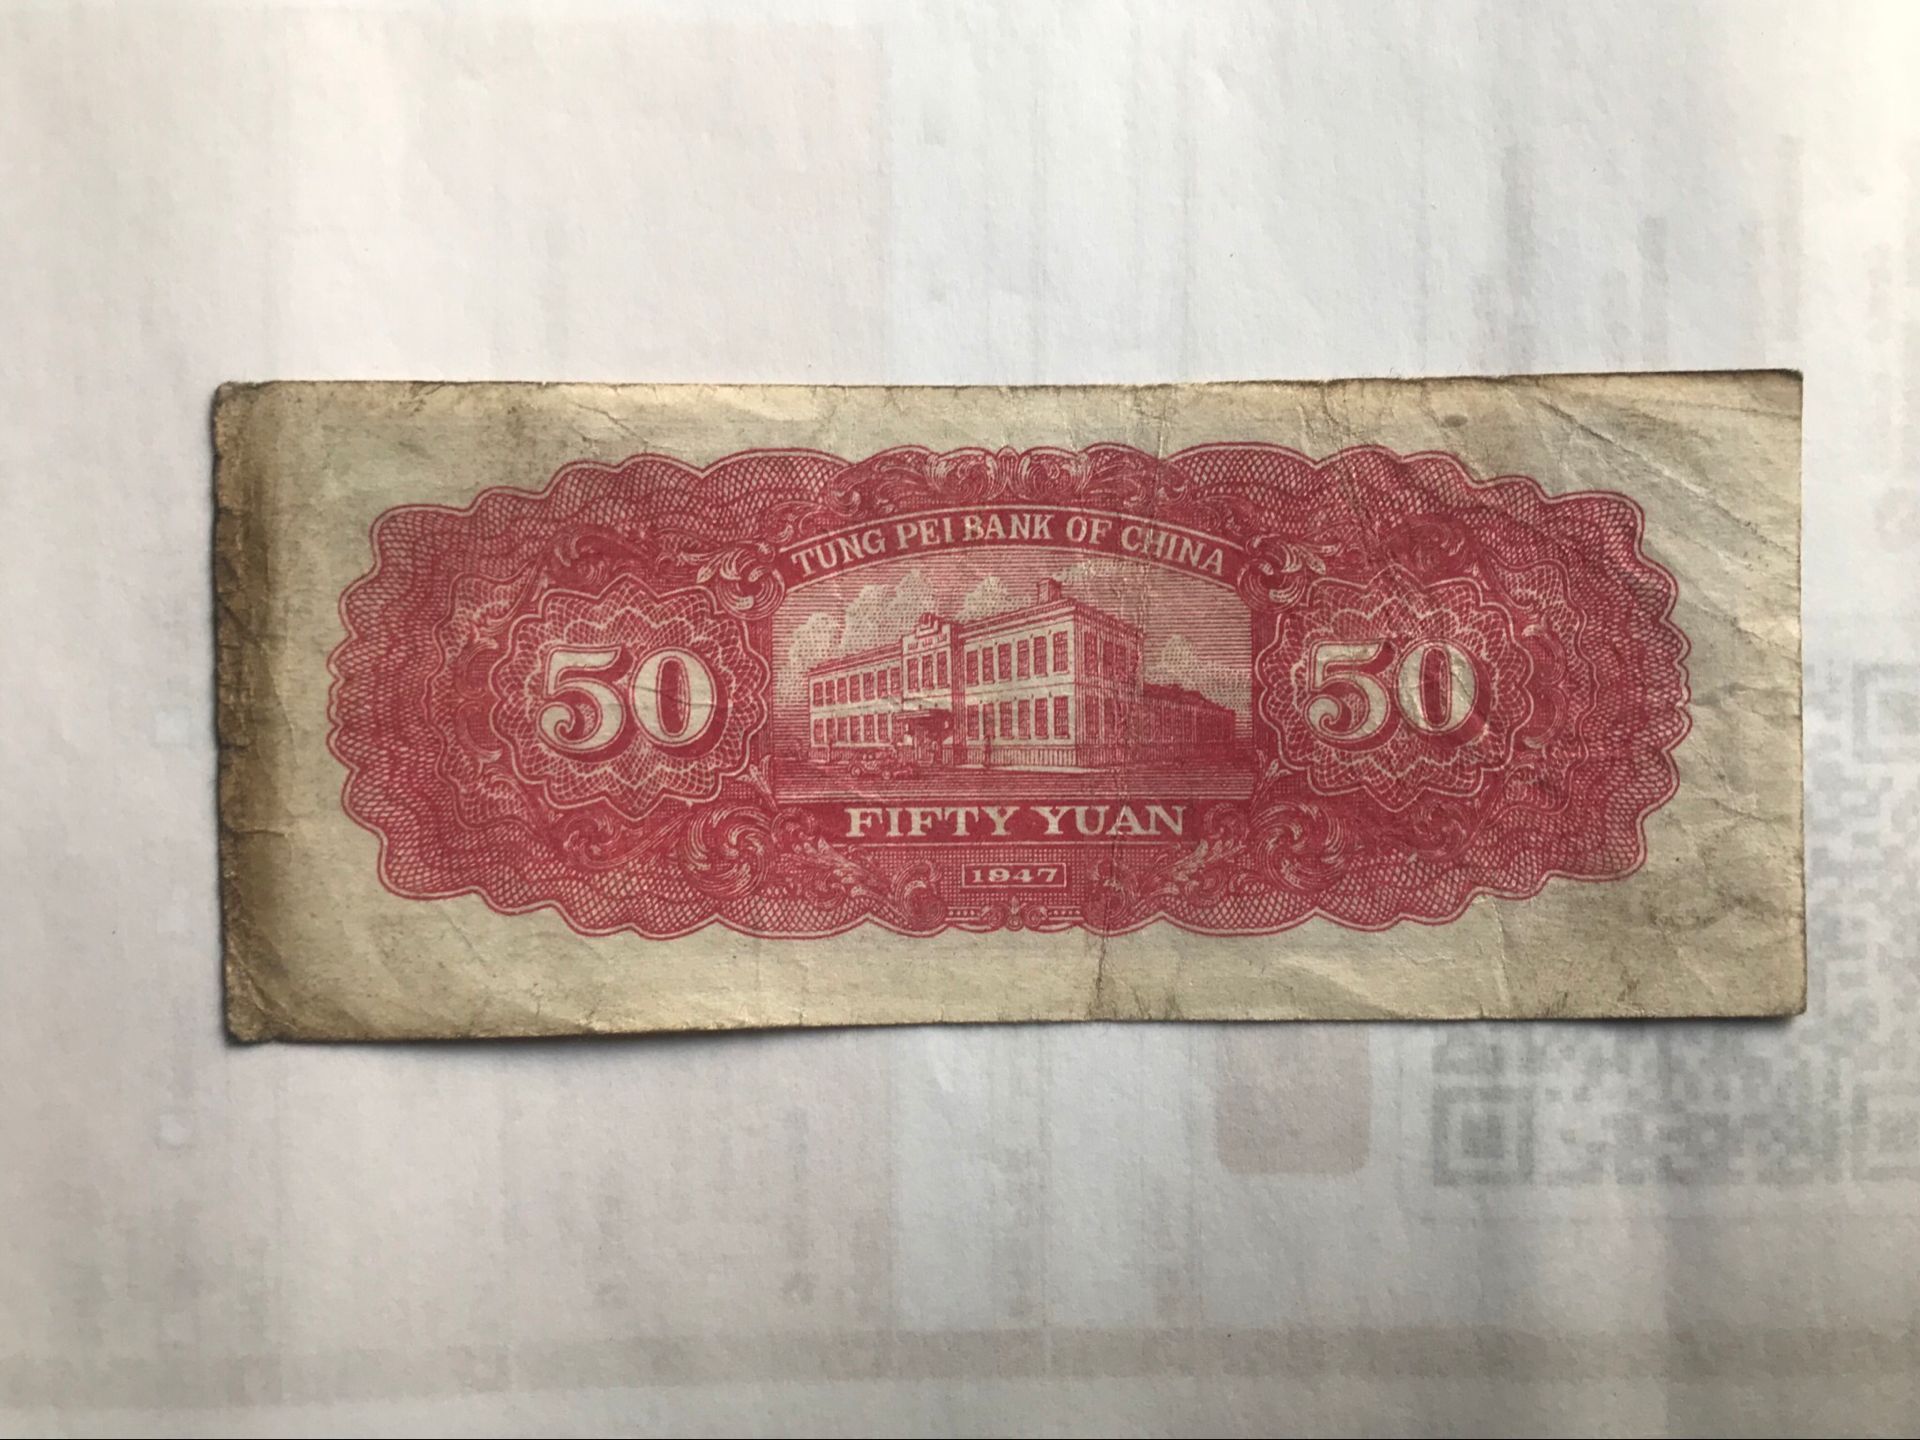 TUNG PEI BANK OF CHINA
50 50
FIFTY YUAN
1947